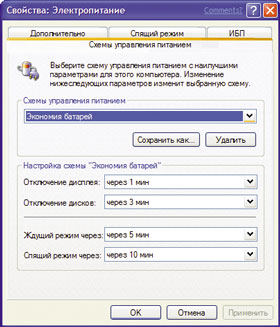 Свойства: Электропитание
Comments?
Дополнительно Спящий режим ИБП
Схемы управления питанием
Выберите схему управления питанием с наилучшими
параметрами для этого компьютера. Изменение
нижеследующих параметров изменит выбранную схему.
Схемы управления питанием
Экономия батарей
Сохранить как... Удалить
Настройка схемы "Экономия батарей"
Отключение дисплея: через 1 мин
Отключение дисков: через 3 мин
Ждущий режим через: через 5 мин
Спящий режим через: через 10 мин
OK Отмена Применить